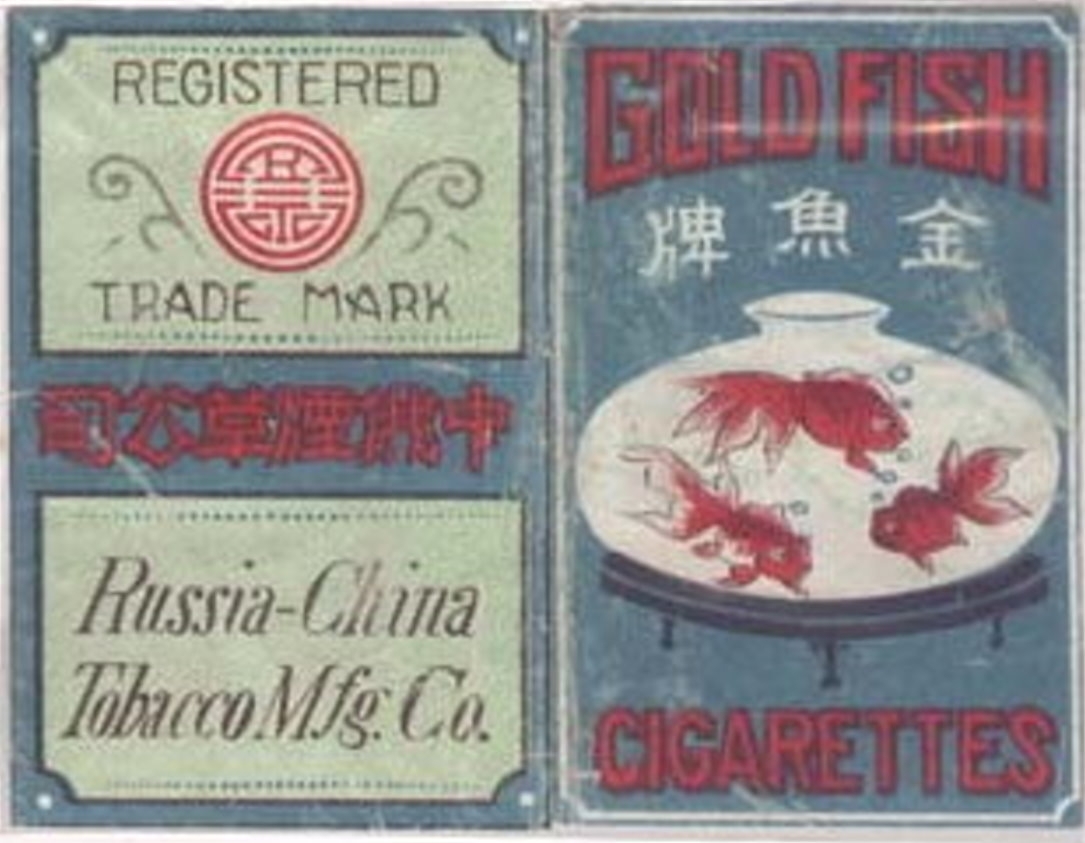 REGISTERED
TRADE MARK
中俄煙草公司
Russia-China
Tobacco Mfg. Co.
GOLD FISH
金魚牌
CIGARETTES